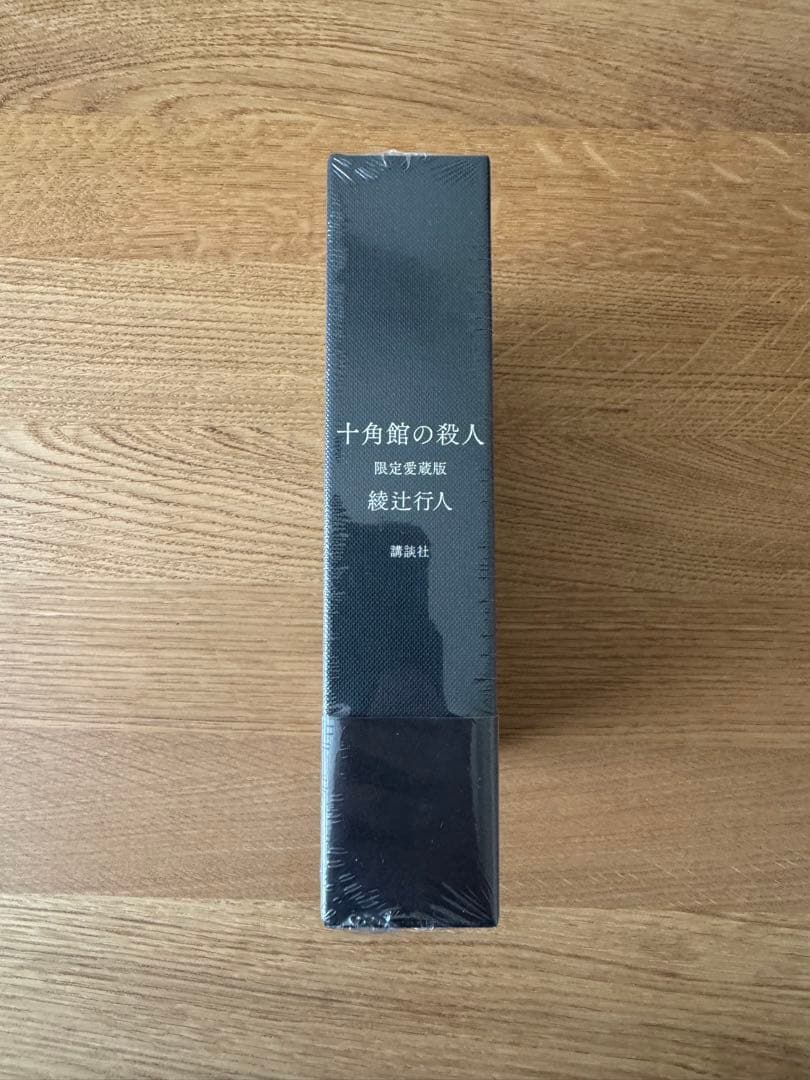 十角館の殺人
限定愛蔵版
綾辻行人
講談社